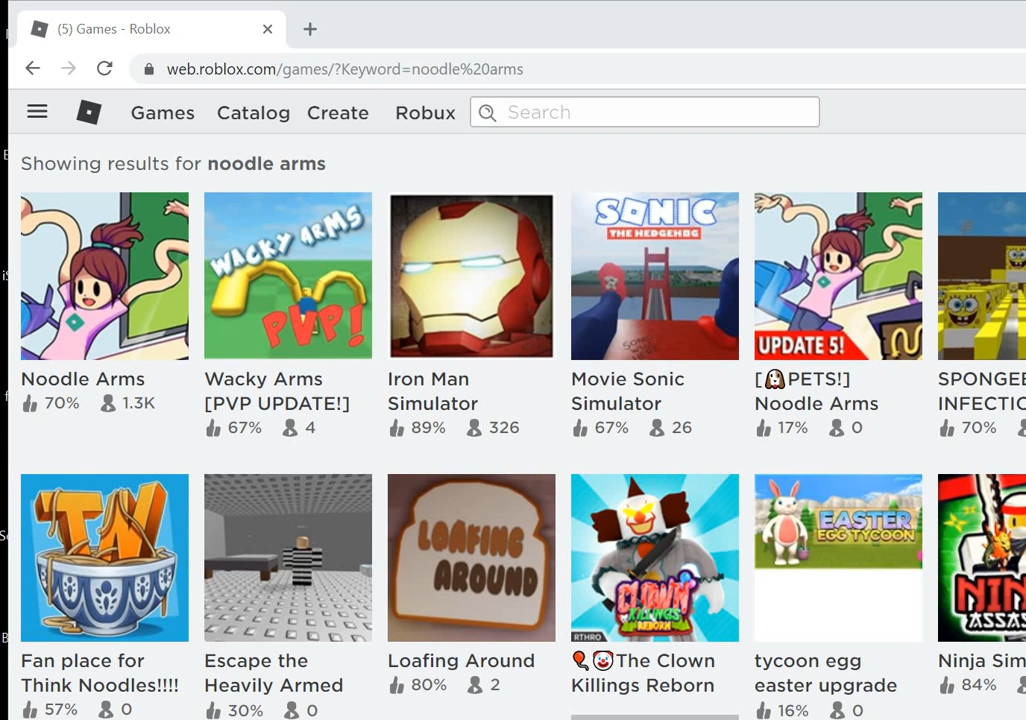 (5) Games - Roblox
web.roblox.com/games/?Keyword=noodle%20arms
Games Catalog Create Robux Search
Showing results for noodle arms
WACKY ARMS
PVP!
SONIC
THE HEDGEHOG
UPDATE 5!
Noodle Arms
70% 1.3K
Wacky Arms
[PVP UPDATE!]
67% 4
Iron Man
Simulator
89% 326
Movie Sonic
Simulator
67% 26
[🐶PETS!]
Noodle Arms
17% 0
SPONGE
INFECTIO
70%
TN
LOAFING
AROUND
CLOWN
KILLINGS
REBORN
RTHRO
EASTER
EGG TYCOON
NIN
ASSAS
Fan place for
Think Noodles!!!!
57% 0
Escape the
Heavily Armed
30% 0
Loafing Around
80% 2
🎈🤡The Clown
Killings Reborn
tycoon egg
easter upgrade
16% 0
Ninja Sim
84%